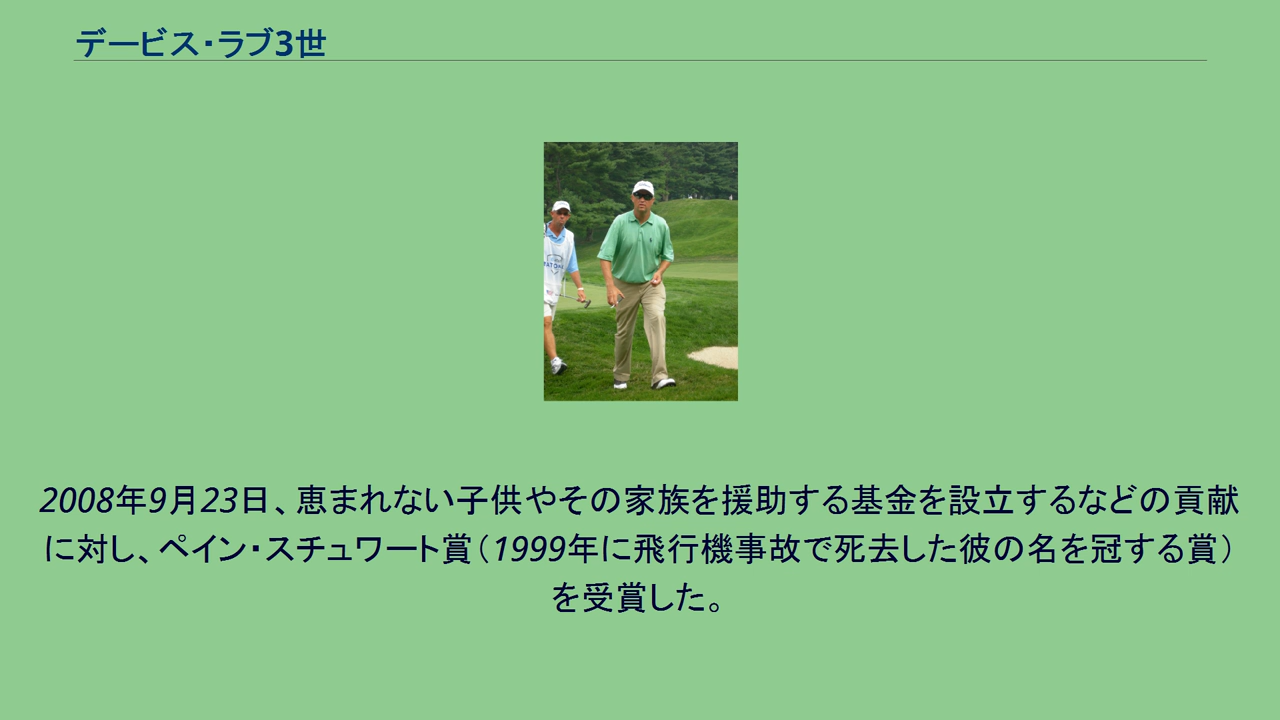 デービス・ラブ3世
2008年9月23日、恵まれない子供やその家族を援助する基金を設立するなどの貢献
に対し、ペイン・スチュワート賞（1999年に飛行機事故で死去した彼の名を冠する賞）
を受賞した。